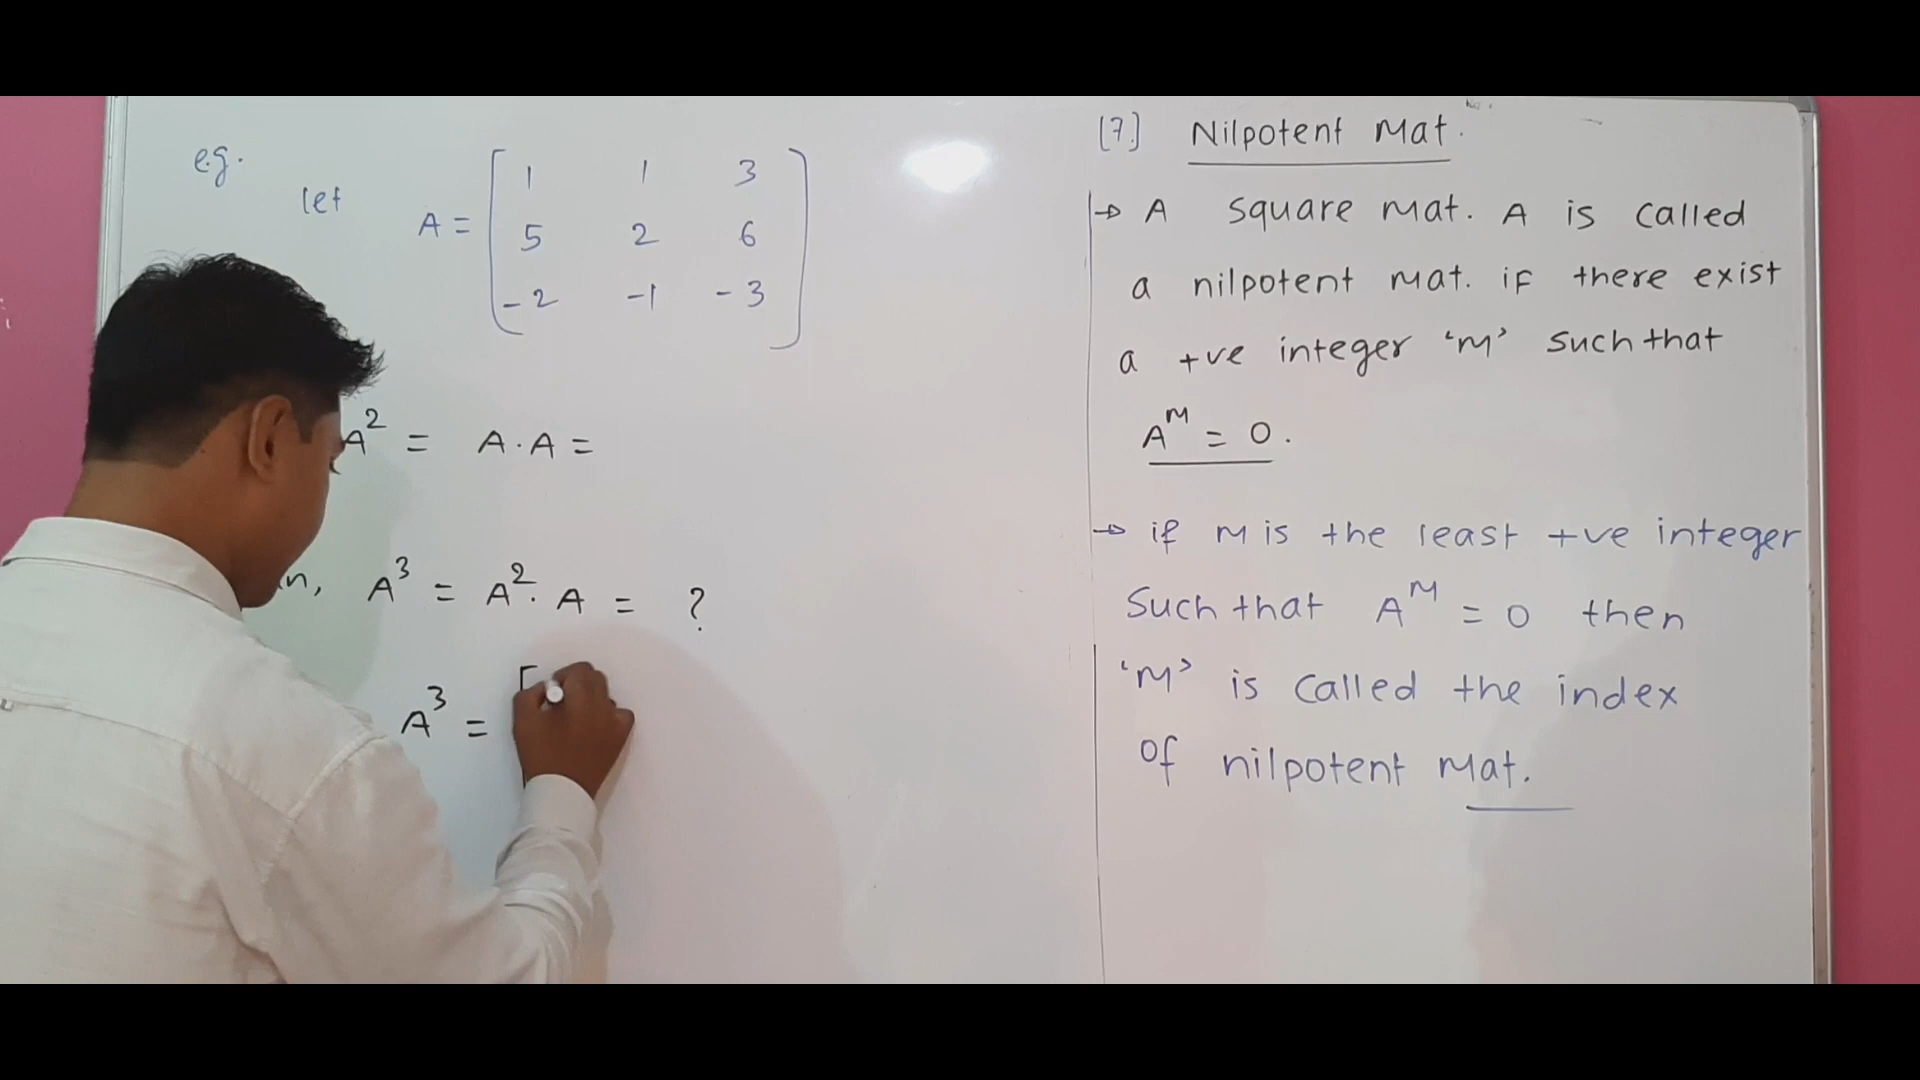 e.g.
let A = [ 1 1 3
5 2 6
-2 -1 -3 ]
A² = A·A =
n, A³ = A²·A = ?
A³ = [
[7.] Nilpotent Mat.
→ A square mat. A is called
a nilpotent mat. if there exist
a +ve integer 'm' such that
Aᵐ = 0.
→ if m is the least +ve integer
Such that Aᵐ = 0 then
'm' is called the index
of nilpotent mat.